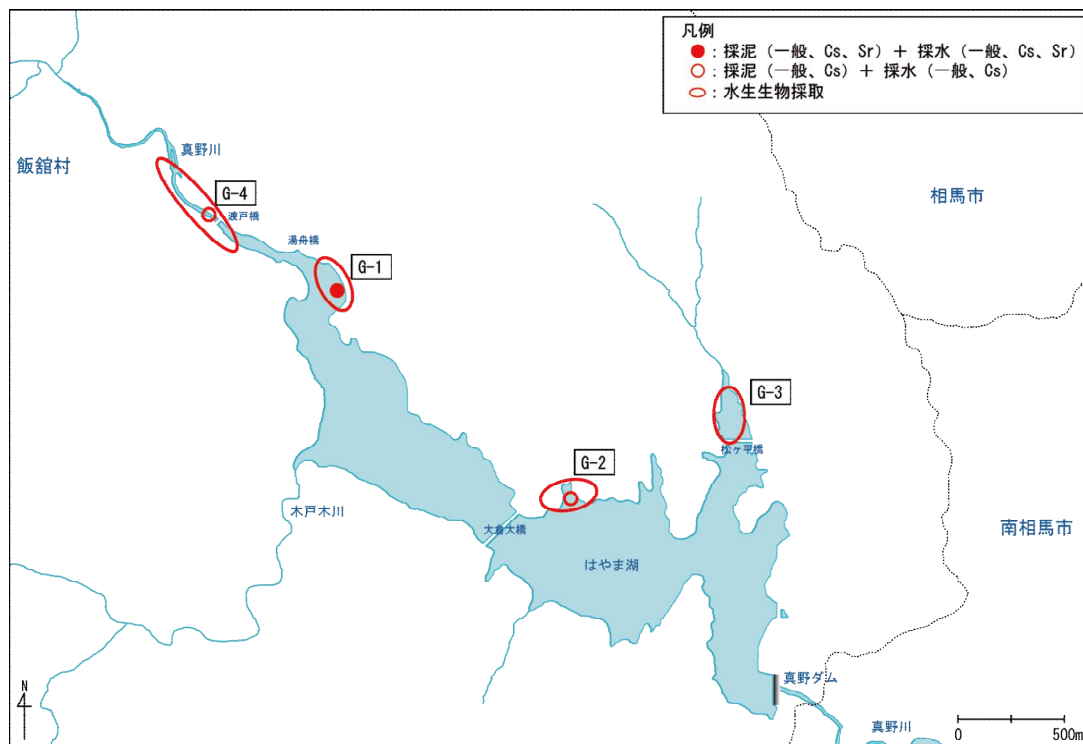 凡例
：採泥（一般、Cs、Sr）＋ 採水（一般、Cs、Sr）
：採泥（一般、Cs）＋ 採水（一般、Cs）
：水生生物採取
飯舘村
真野川
G-4
渡戸橋
湯舟橋
G-1
相馬市
G-3
松ヶ平橋
G-2
木戸木川
大倉大橋
はやま湖
南相馬市
真野ダム
真野川
N
4
0
500m